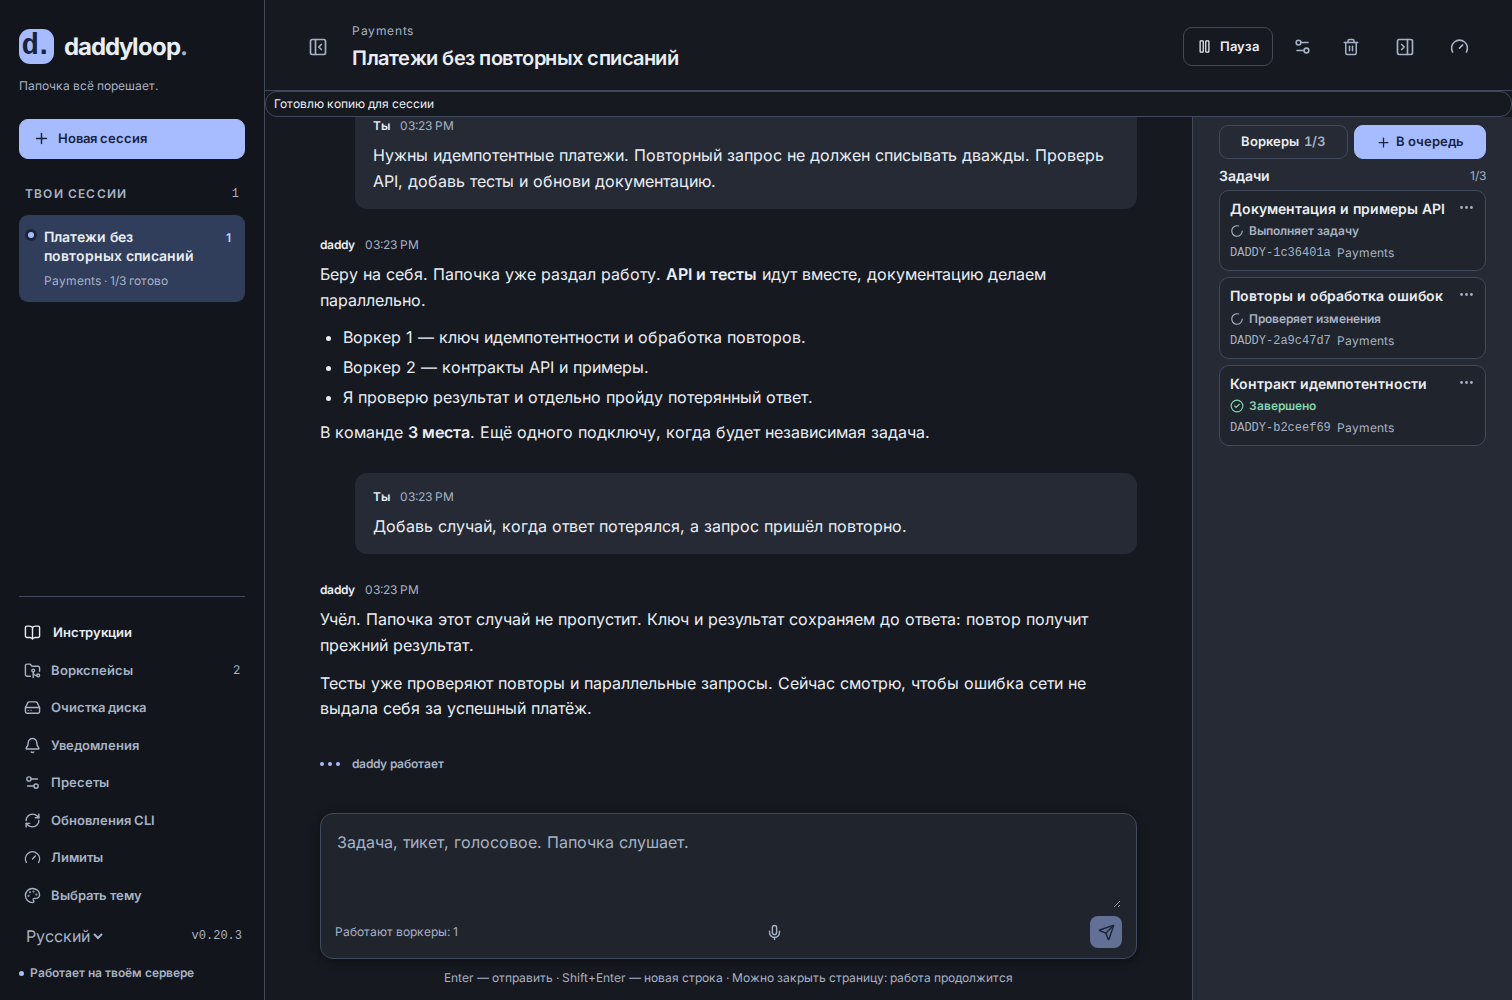 d. daddyloop.
Папочка всё порешает.
Новая сессия
ТВОИ СЕССИИ 1
Платежи без повторных списаний 1
Payments · 1/3 готово
Инструкции
Воркспейсы 2
Очистка диска
Уведомления
Пресеты
Обновления CLI
Лимиты
Выбрать тему
Русский v0.20.3
Работает на твоём сервере
Payments
Платежи без повторных списаний
Пауза
Готовлю копию для сессии
Ты 03:23 PM
Нужны идемпотентные платежи. Повторный запрос не должен списывать дважды. Проверь
API, добавь тесты и обнови документацию.
daddy 03:23 PM
Беру на себя. Папочка уже раздал работу. API и тесты идут вместе, документацию делаем
параллельно.
• Воркер 1 — ключ идемпотентности и обработка повторов.
• Воркер 2 — контракты API и примеры.
• Я проверю результат и отдельно пройду потерянный ответ.
В команде 3 места. Ещё одного подключу, когда будет независимая задача.
Ты 03:23 PM
Добавь случай, когда ответ потерялся, а запрос пришёл повторно.
daddy 03:23 PM
Учёл. Папочка этот случай не пропустит. Ключ и результат сохраняем до ответа: повтор получит
прежний результат.
Тесты уже проверяют повторы и параллельные запросы. Сейчас смотрю, чтобы ошибка сети не
выдала себя за успешный платёж.
daddy работает
Задача, тикет, голосовое. Папочка слушает.
Работают воркеры: 1
Enter — отправить · Shift+Enter — новая строка · Можно закрыть страницу: работа продолжится
Воркеры 1/3
В очередь
Задачи 1/3
Документация и примеры API
Выполняет задачу
DADDY-1c36401a Payments
Повторы и обработка ошибок
Проверяет изменения
DADDY-2a9c47d7 Payments
Контракт идемпотентности
Завершено
DADDY-b2ceef69 Payments